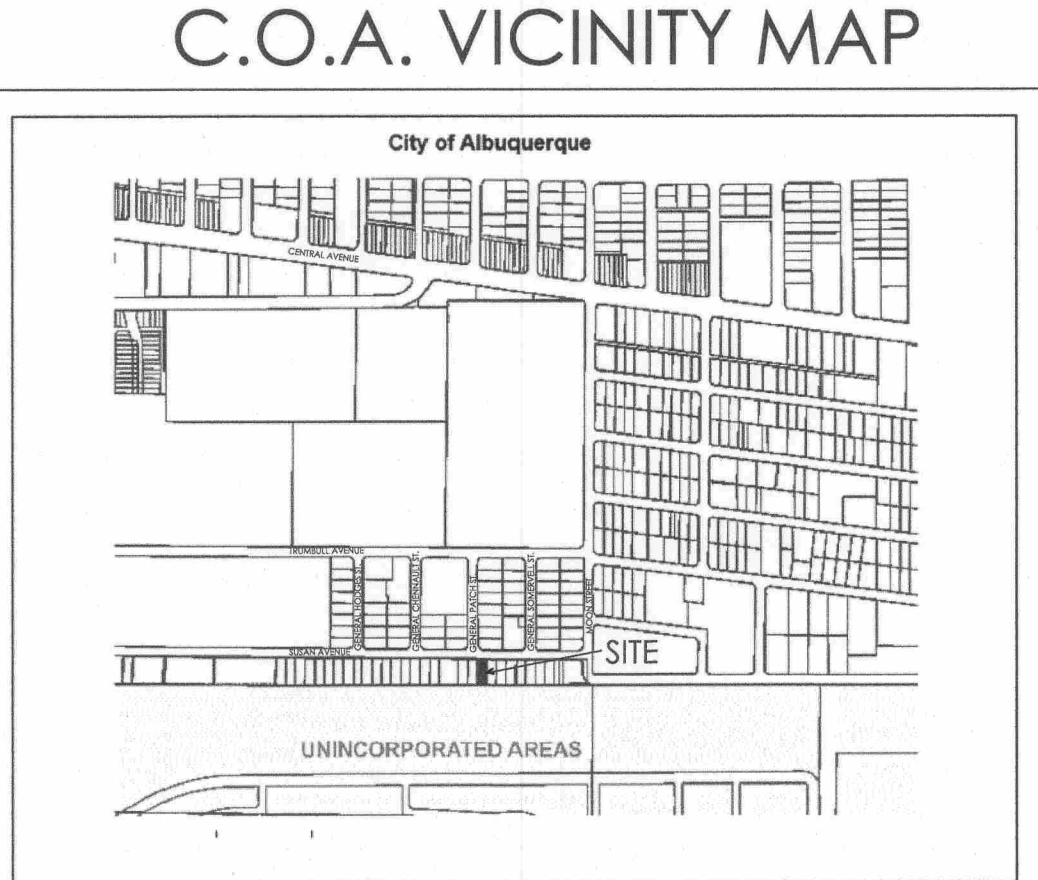 C.O.A. VICINITY MAP
City of Albuquerque
CENTRAL AVENUE
TRUMBULL AVENUE
GENERAL HODGES ST.
GENERAL CHENNAULT ST.
GENERAL PATCH ST.
GENERAL SOMERVELL ST.
MOON STREET
SUSAN AVENUE
SITE
UNINCORPORATED AREAS